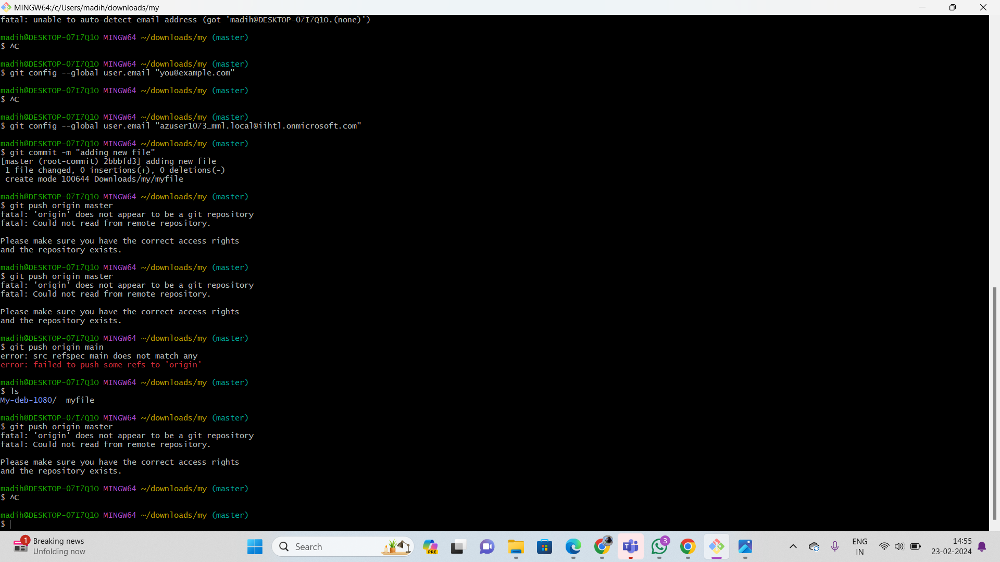 MINGW64:/c/Users/madih/downloads/my
fatal: unable to auto-detect email address (got 'madih@DESKTOP-07I7Q1O.(none)')
madih@DESKTOP-07I7Q1O MINGW64 ~/downloads/my (master)
$ ^C
madih@DESKTOP-07I7Q1O MINGW64 ~/downloads/my (master)
$ git config --global user.email "you@example.com"
madih@DESKTOP-07I7Q1O MINGW64 ~/downloads/my (master)
$ ^C
madih@DESKTOP-07I7Q1O MINGW64 ~/downloads/my (master)
$ git config --global user.email "azuser1073_mml.local@iihtl.onmicrosoft.com"
madih@DESKTOP-07I7Q1O MINGW64 ~/downloads/my (master)
$ git commit -m "adding new file"
[master (root-commit) 2bbbfd3] adding new file
 1 file changed, 0 insertions(+), 0 deletions(-)
 create mode 100644 Downloads/my/myfile
madih@DESKTOP-07I7Q1O MINGW64 ~/downloads/my (master)
$ git push origin master
fatal: 'origin' does not appear to be a git repository
fatal: Could not read from remote repository.
Please make sure you have the correct access rights
and the repository exists.
madih@DESKTOP-07I7Q1O MINGW64 ~/downloads/my (master)
$ git push origin master
fatal: 'origin' does not appear to be a git repository
fatal: Could not read from remote repository.
Please make sure you have the correct access rights
and the repository exists.
madih@DESKTOP-07I7Q1O MINGW64 ~/downloads/my (master)
$ git push origin main
error: src refspec main does not match any
error: failed to push some refs to 'origin'
madih@DESKTOP-07I7Q1O MINGW64 ~/downloads/my (master)
$ ls
My-deb-1080/  myfile
madih@DESKTOP-07I7Q1O MINGW64 ~/downloads/my (master)
$ git push origin master
fatal: 'origin' does not appear to be a git repository
fatal: Could not read from remote repository.
Please make sure you have the correct access rights
and the repository exists.
madih@DESKTOP-07I7Q1O MINGW64 ~/downloads/my (master)
$ ^C
madih@DESKTOP-07I7Q1O MINGW64 ~/downloads/my (master)
$
1
Breaking news
Unfolding now
Search
PRE
3
ENG
IN
14:55
23-02-2024